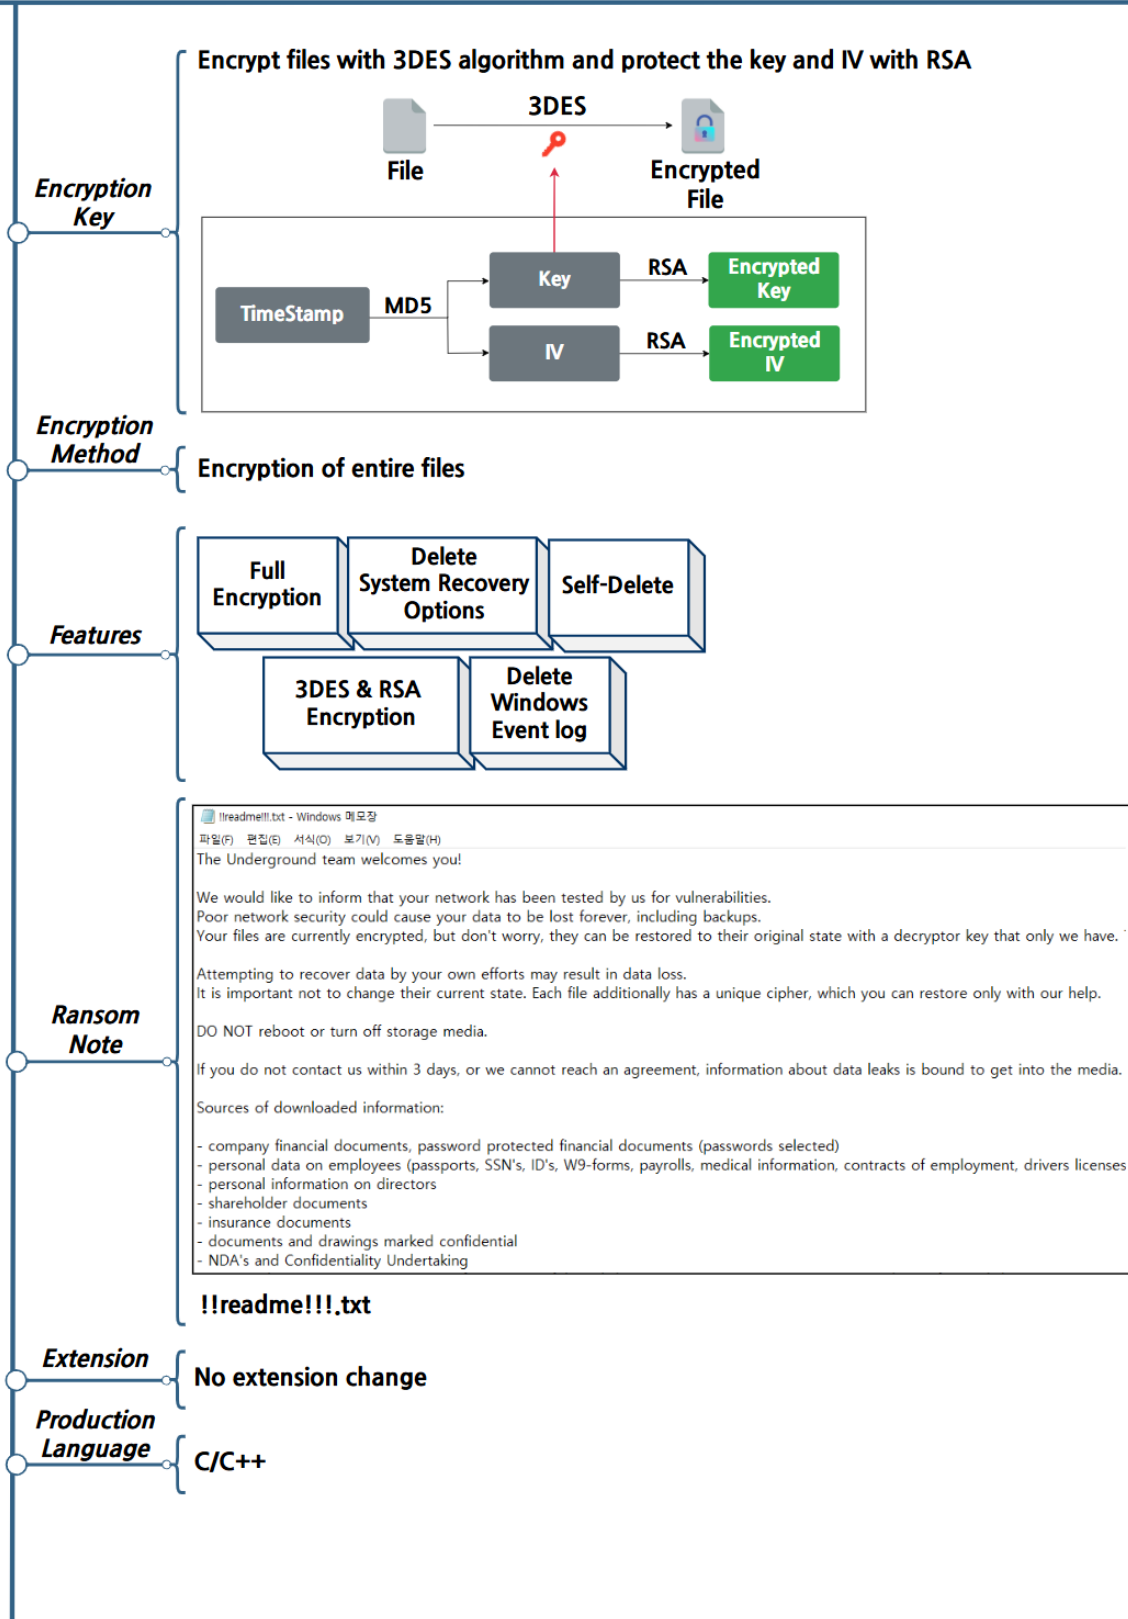 Encrypt files with 3DES algorithm and protect the key and IV with RSA
3DES
File
Encrypted
File
Encryption
Key
TimeStamp
MD5
Key
RSA
Encrypted
Key
IV
RSA
Encrypted
IV
Encryption
Method
Encryption of entire files
Features
Full
Encryption
Delete
System Recovery
Options
Self-Delete
3DES & RSA
Encryption
Delete
Windows
Event log
Ransom
Note
!!readme!!!.txt - Windows 메모장
파일(F) 편집(E) 서식(O) 보기(V) 도움말(H)
The Underground team welcomes you!
We would like to inform that your network has been tested by us for vulnerabilities.
Poor network security could cause your data to be lost forever, including backups.
Your files are currently encrypted, but don't worry, they can be restored to their original state with a decryptor key that only we have.
Attempting to recover data by your own efforts may result in data loss.
It is important not to change their current state. Each file additionally has a unique cipher, which you can restore only with our help.
DO NOT reboot or turn off storage media.
If you do not contact us within 3 days, or we cannot reach an agreement, information about data leaks is bound to get into the media.
Sources of downloaded information:
- company financial documents, password protected financial documents (passwords selected)
- personal data on employees (passports, SSN's, ID's, W9-forms, payrolls, medical information, contracts of employment, drivers licenses
- personal information on directors
- shareholder documents
- insurance documents
- documents and drawings marked confidential
- NDA's and Confidentiality Undertaking
!!readme!!!.txt
Extension
No extension change
Production
Language
C/C++